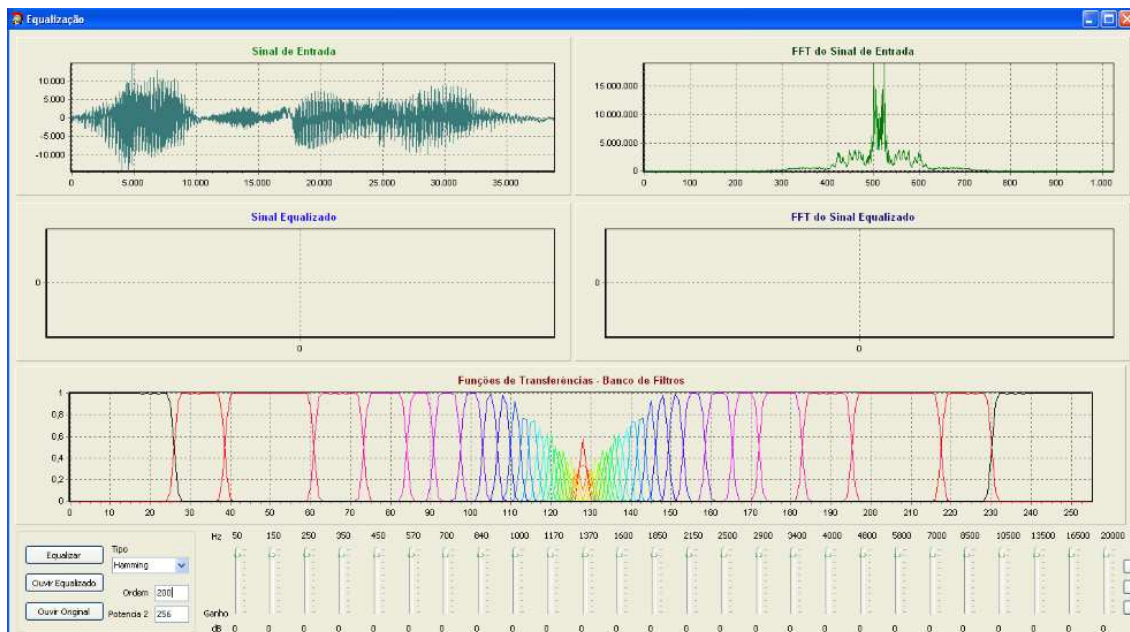 Equalização
Sinal de Entrada
10.000
5.000
0
-5.000
-10.000
0 5.000 10.000 15.000 20.000 25.000 30.000 35.000
FFT do Sinal de Entrada
15.000.000
10.000.000
5.000.000
0
0 100 200 300 400 500 600 700 800 900 1.000
Sinal Equalizado
0
0
FFT do Sinal Equalizado
0
0
Funções de Transferências - Banco de Filtros
1
0,8
0,6
0,4
0,2
0
0 10 20 30 40 50 60 70 80 90 100 110 120 130 140 150 160 170 180 190 200 210 220 230 240 250
Equalizar
Ouvir Equalizado
Ouvir Original
Tipo
Hamming
Ordem 200
Potencia 2 256
Hz 50 150 250 350 450 570 700 840 1000 1170 1370 1600 1850 2150 2500 2900 3400 4000 4800 5800 7000 8500 10500 13500 16500 20000
Ganho
dB 0 0 0 0 0 0 0 0 0 0 0 0 0 0 0 0 0 0 0 0 0 0 0 0 0 0